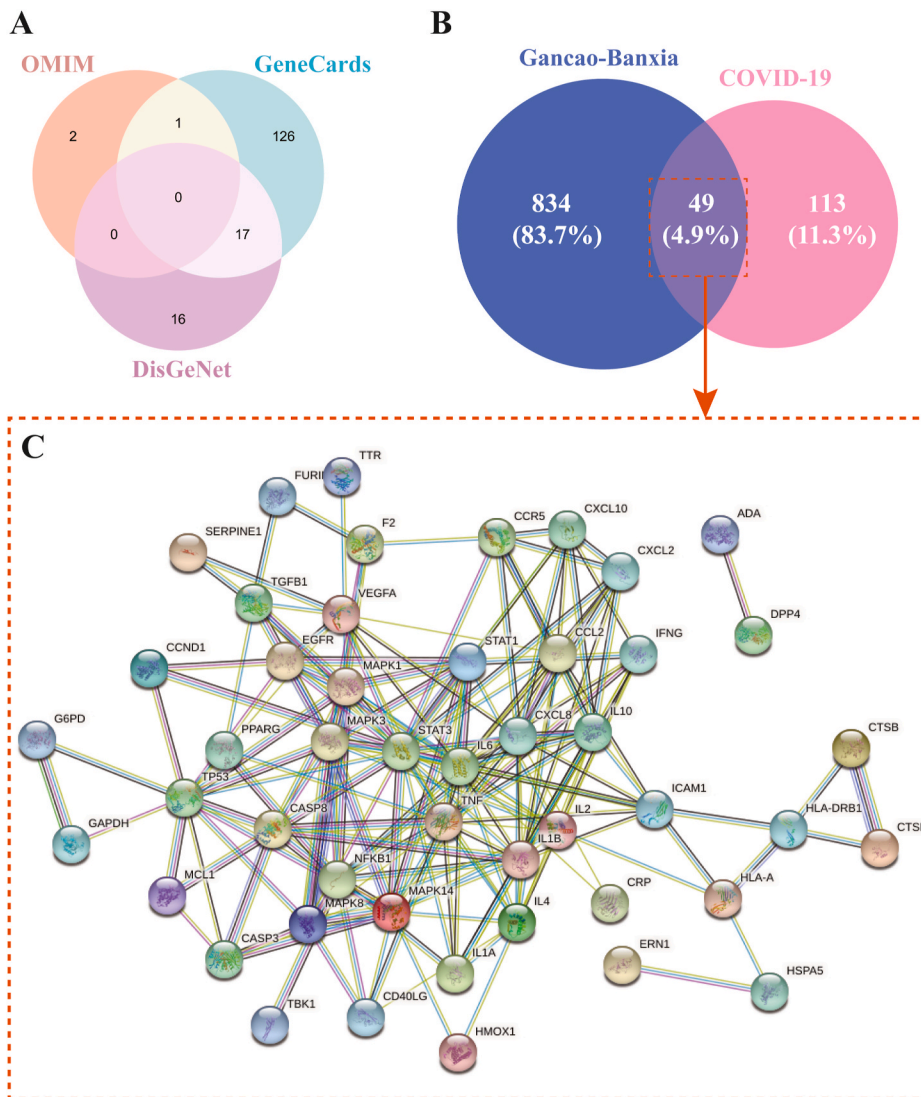 A
OMIM
GeneCards
2
1
126
0
0
17
16
DisGeNet
B
Gancao-Banxia
COVID-19
834
(83.7%)
49
(4.9%)
113
(11.3%)
C
TTR
FURI
SERPINE1
F2
CCR5
CXCL10
ADA
CXCL2
TGFB1
VEGFA
DPP4
CCND1
EGFR
STAT1
CCL2
IFNG
MAPK1
G6PD
PPARG
MAPK3
STAT3
CXCL8
IL10
IL6
CTSB
TP53
ICAM1
GAPDH
CASP8
TNF
IL2
HLA-DRB1
IL1B
CTS
MCL1
NFKB1
MAPK14
CRP
HLA-A
MAPK8
IL4
CASP3
IL1A
ERN1
HSPA5
TBK1
CD40LG
HMOX1